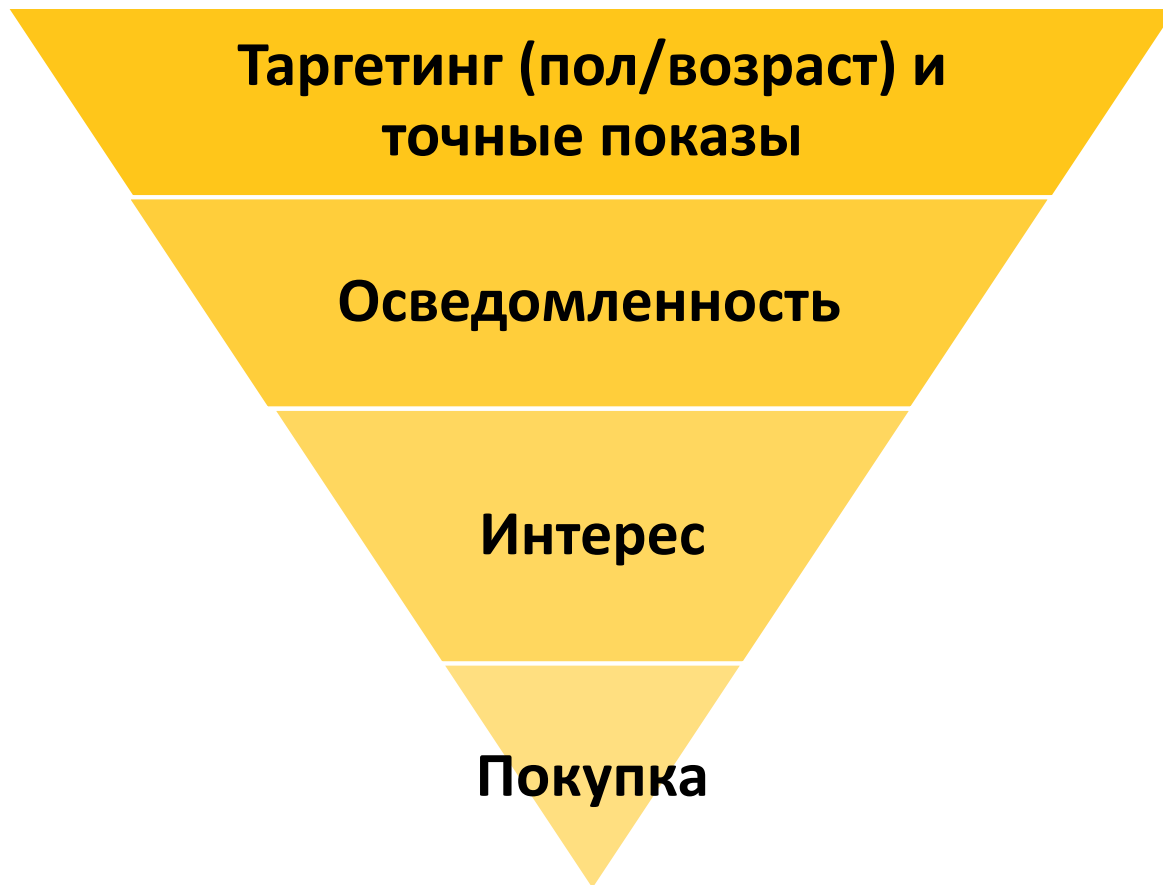 Таргетинг (пол/возраст) и
точные показы
Осведомленность
Интерес
Покупка